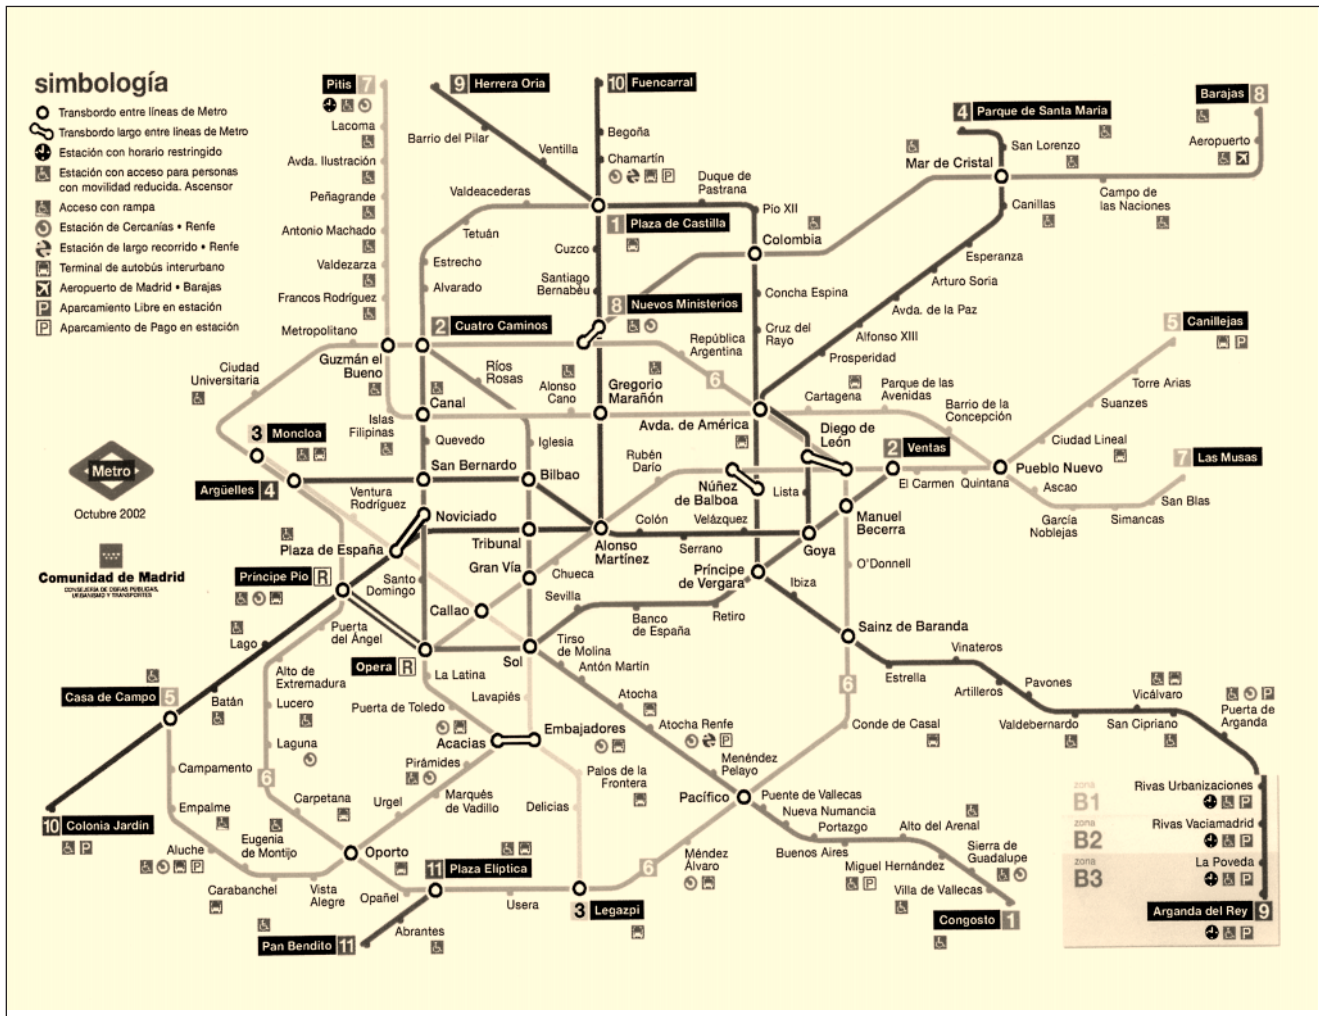 simbología
Transbordo entre líneas de Metro
Transbordo largo entre líneas de Metro
Estación con horario restringido
Estación con acceso para personas
con movilidad reducida. Ascensor
Acceso con rampa
Estación de Cercanías • Renfe
Estación de largo recorrido • Renfe
Terminal de autobús interurbano
Aeropuerto de Madrid • Barajas
P Aparcamiento Libre en estación
P Aparcamiento de Pago en estación
Metro
Octubre 2002
Comunidad de Madrid
CONSEJERIA DE OBRAS PUBLICAS,
URBANISMO Y TRANSPORTES
Pitis 7
Lacoma
Avda. Ilustración
Peñagrande
Antonio Machado
Valdezarza
Francos Rodríguez
Metropolitano
Guzmán el
Bueno
Ciudad
Universitaria
Islas
Filipinas
3 Moncloa
Argüelles 4
9 Herrera Oria
Barrio del Pilar
Ventilla
Valdeacederas
Tetuán
Estrecho
Alvarado
2 Cuatro Caminos
Ríos
Rosas
Canal
Quevedo
Iglesia
San Bernardo
Bilbao
Ventura
Rodríguez
Noviciado
Plaza de España
Tribunal
Gran Vía
Santo
Domingo
Callao
Chueca
10 Fuencarral
Begoña
Chamartín
P
1 Plaza de Castilla
Duque de
Pastrana
Pío XII
Cuzco
Santiago
Bernabéu
8 Nuevos Ministerios
Colombia
Concha Espina
Cruz del
Rayo
República
Argentina
6
Alonso
Cano
Gregorio
Marañón
Avda. de América
Rubén
Darío
Núñez
de Balboa
Diego de
León
Lista
Alonso
Martínez
Colón
Serrano
Velázquez
Goya
Príncipe
de Vergara
4 Parque de Santa María
San Lorenzo
Mar de Cristal
Canillas
Campo de
las Naciones
Barajas 8
Aeropuerto
Esperanza
Arturo Soria
Avda. de la Paz
Alfonso XIII
Prosperidad
Cartagena
Parque de las
Avenidas
Barrio de la
Concepción
5 Canillejas
P
Torre Arias
Suanzes
Ciudad Lineal
Pueblo Nuevo
2 Ventas
El Carmen
Quintana
Ascao
García
Noblejas
Simancas
San Blas
7 Las Musas
Manuel
Becerra
O'Donnell
Ibiza
Sainz de Baranda
Sevilla
Banco
de España
Retiro
Príncipe Pío R
Lago
Puerta
del Ángel
Opera R
Sol
Tirso
de Molina
Antón Martín
Atocha
Atocha Renfe
P
Menéndez
Pelayo
Pacífico
Puente de Vallecas
Nueva Numancia
Portazgo
Buenos Aires
Alto del Arenal
Miguel Hernández
P
Sierra de
Guadalupe
Villa de Vallecas
Congosto 1
6
Conde de Casal
Estrella
Vinateros
Artilleros
Pavones
Valdebernardo
Vicálvaro
San Cipriano
P
Puerta de
Arganda
zona
B1
zona
B2
zona
B3
Rivas Urbanizaciones
P
Rivas Vaciamadrid
P
La Poveda
P
Arganda del Rey 9
P
Casa de Campo 5
Batán
Alto de
Extremadura
Lucero
Laguna
6
Campamento
Empalme
Aluche
P
Eugenia
de Montijo
Carabanchel
Vista
Alegre
10 Colonia Jardín
P
Carpetana
Urgel
Oporto
Opañel
La Latina
Puerta de Toledo
Acacias
Pirámides
Marqués
de Vadillo
Lavapiés
Embajadores
Palos de la
Frontera
Delicias
11 Plaza Elíptica
Usera
3 Legazpi
6
Méndez
Álvaro
Abrantes
Pan Bendito 11